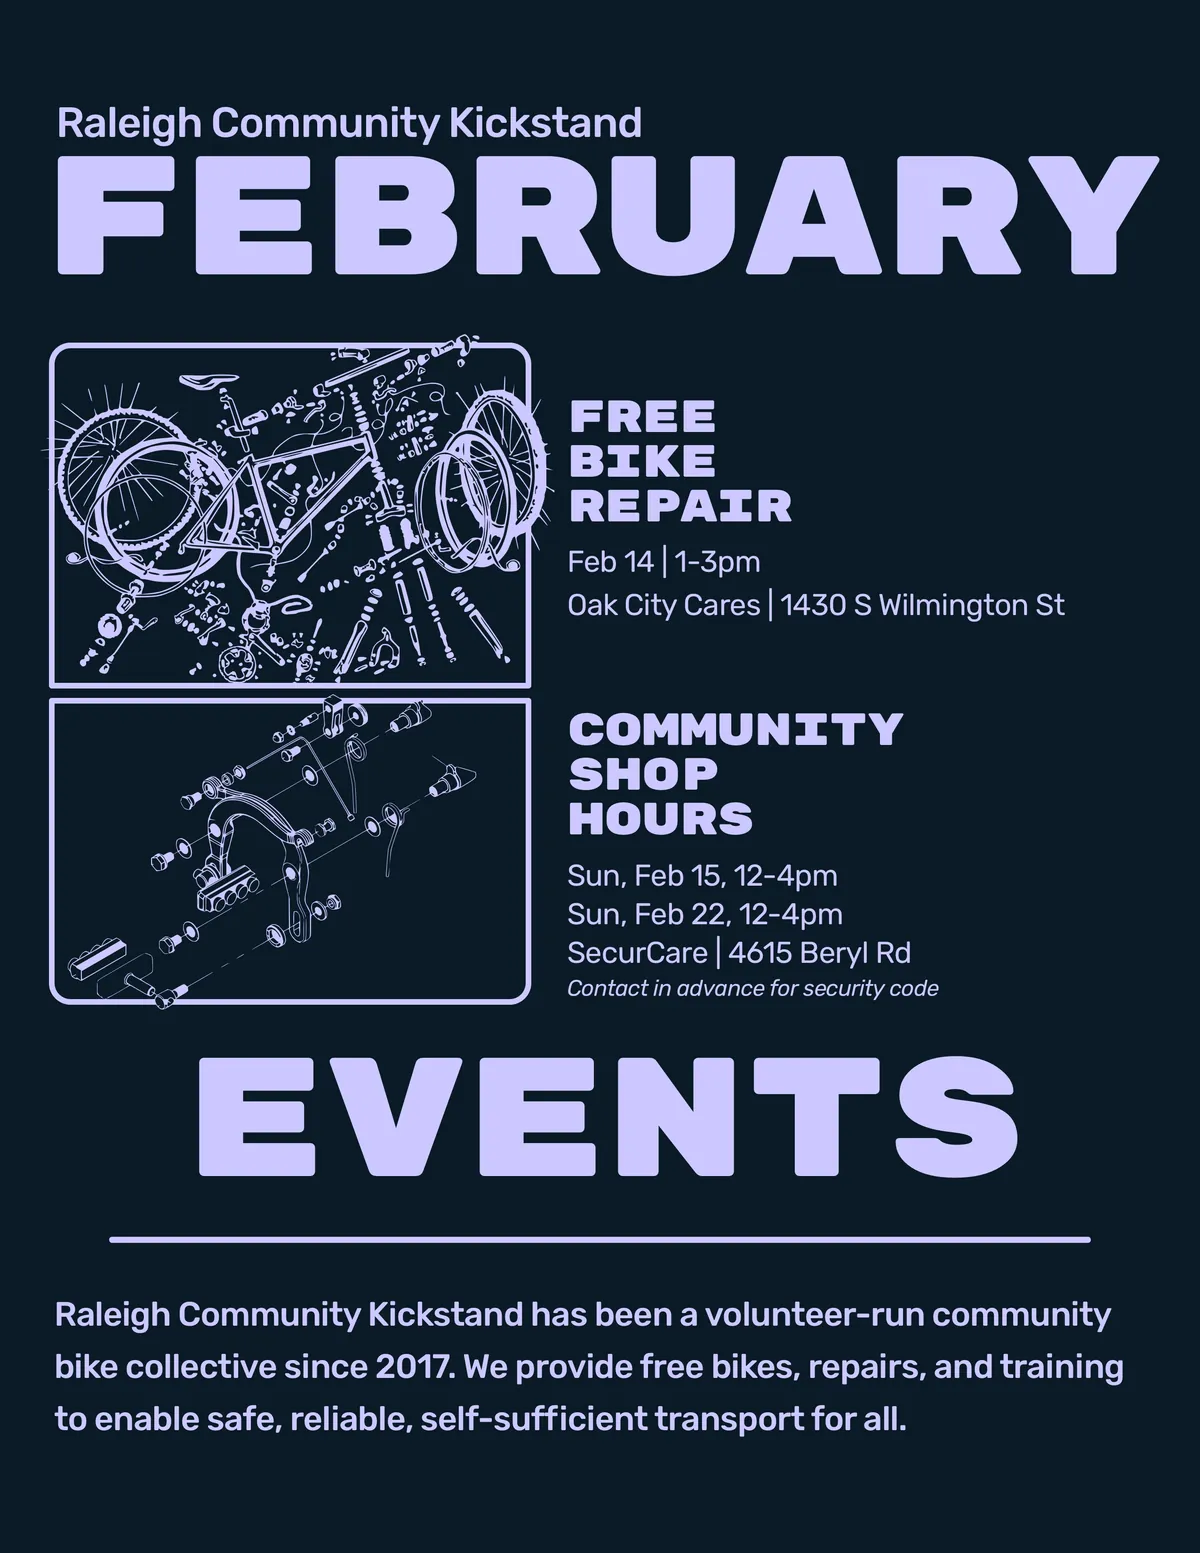 Raleigh Community Kickstand
FEBRUARY
FREE
BIKE
REPAIR
Feb 14 | 1-3pm
Oak City Cares | 1430 S Wilmington St
COMMUNITY
SHOP
HOURS
Sun, Feb 15, 12-4pm
Sun, Feb 22, 12-4pm
SecurCare | 4615 Beryl Rd
Contact in advance for security code
EVENTS
Raleigh Community Kickstand has been a volunteer-run community
bike collective since 2017. We provide free bikes, repairs, and training
to enable safe, reliable, self-sufficient transport for all.